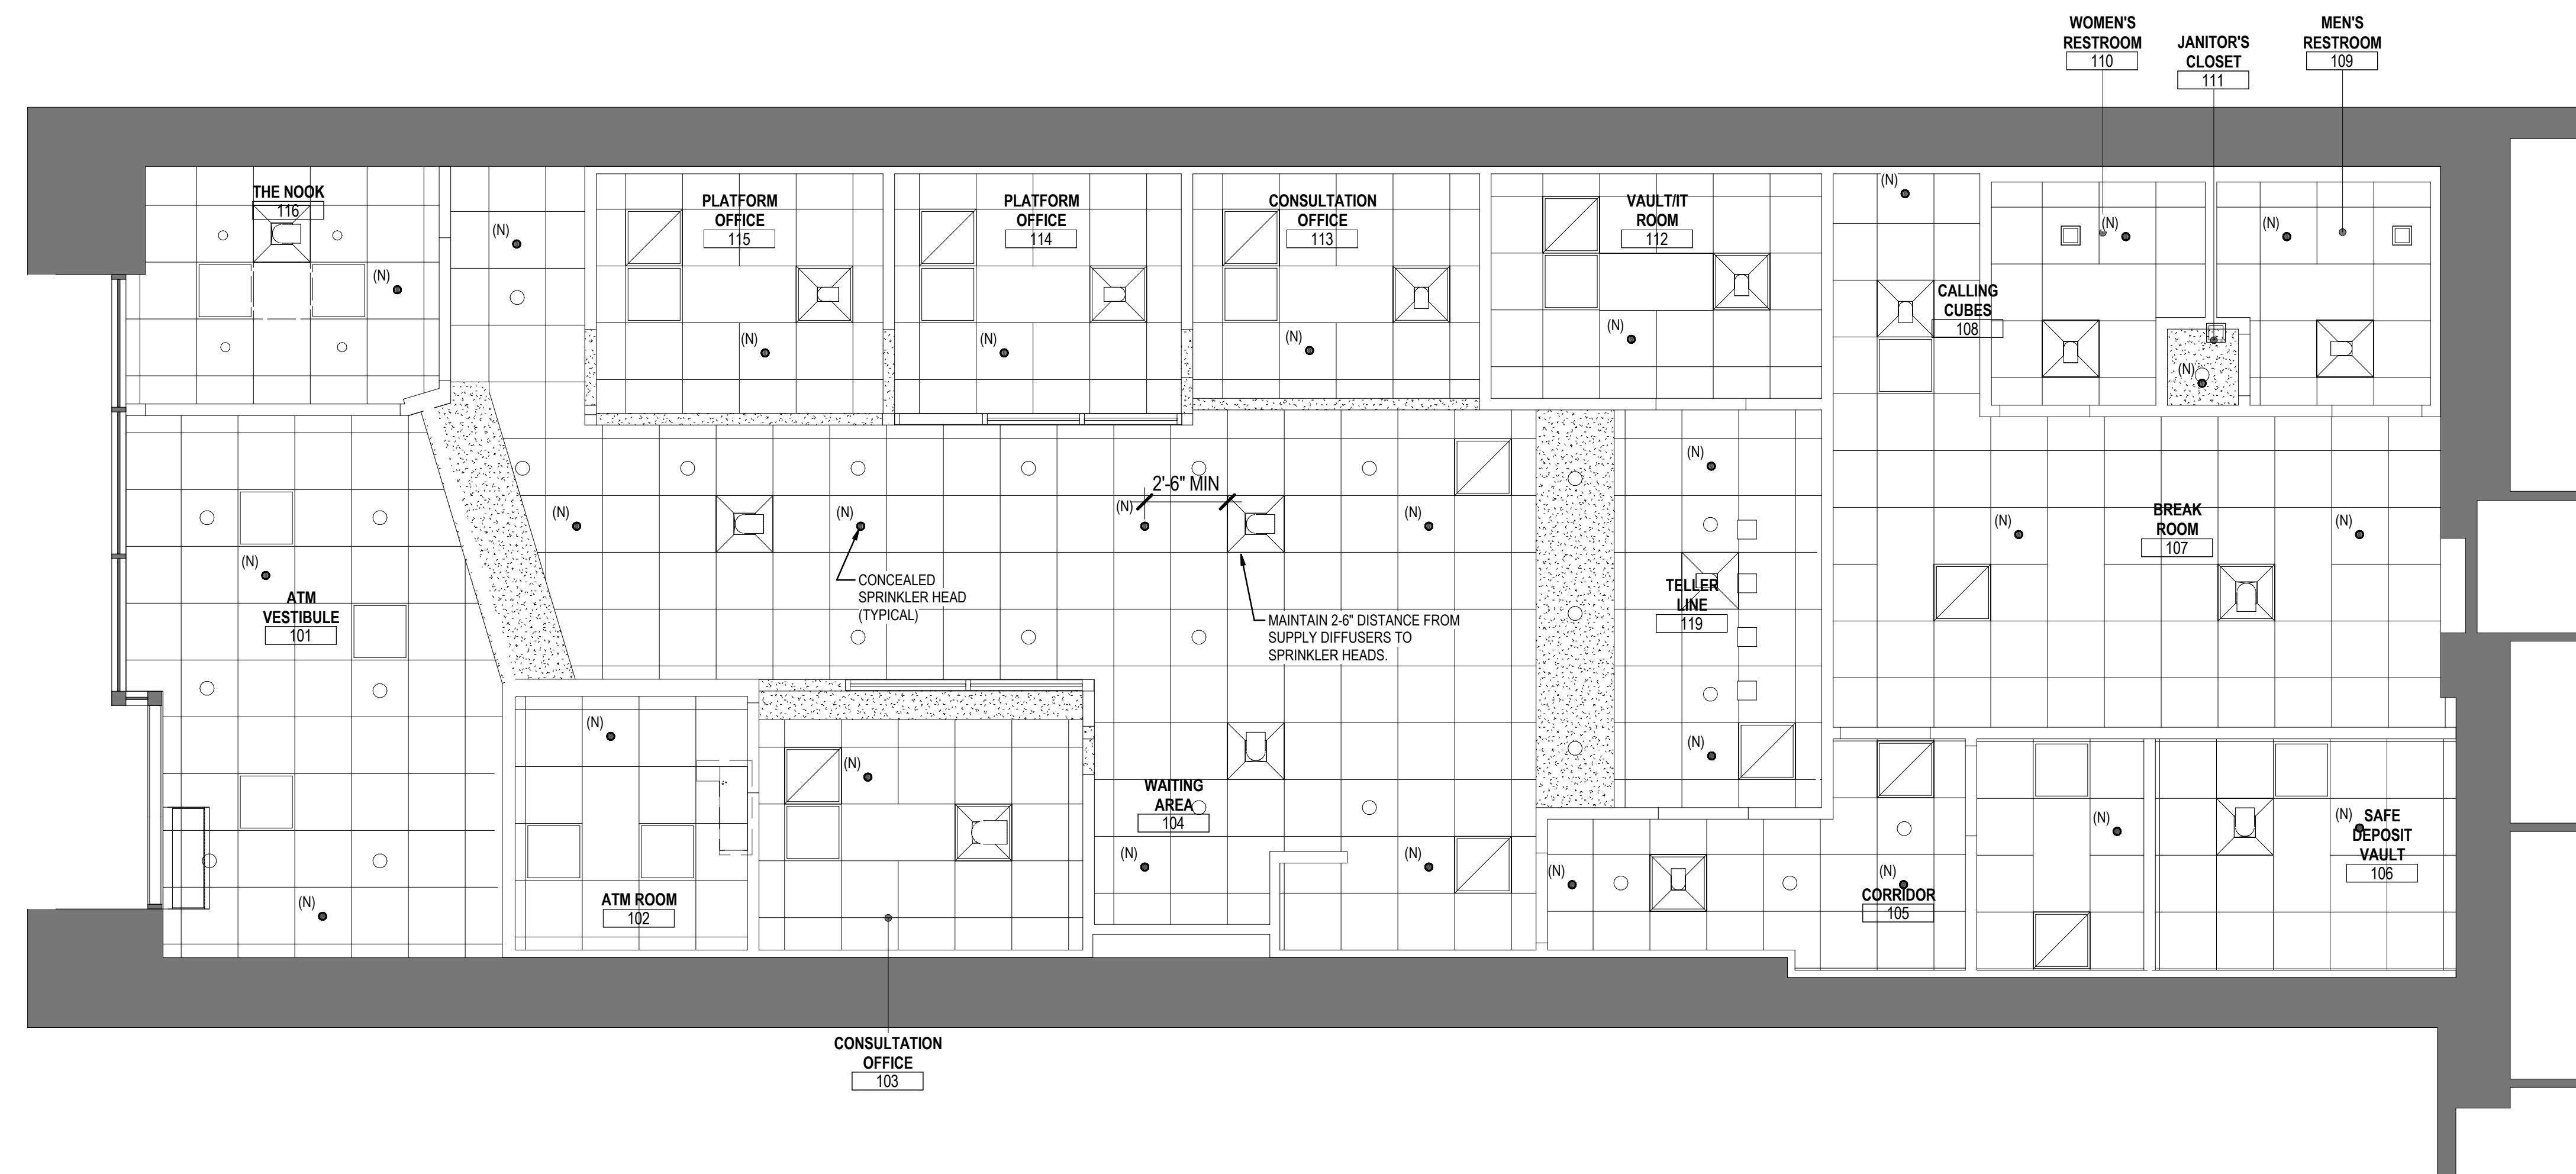 WOMEN'S
RESTROOM
110
JANITOR'S
CLOSET
111
MEN'S
RESTROOM
109
THE NOOK
116
(N)
(N)
PLATFORM
OFFICE
115
(N)
PLATFORM
OFFICE
114
(N)
CONSULTATION
OFFICE
113
(N)
VAULT/IT
ROOM
112
(N)
(N)
CALLING
CUBES
108
(N)
(N)
(N)
(N)
(N)
(N)
2'-6" MIN
(N)
CONCEALED
SPRINKLER HEAD
(TYPICAL)
MAINTAIN 2-6" DISTANCE FROM
SUPPLY DIFFUSERS TO
SPRINKLER HEADS.
(N)
TELLER
LINE
119
(N)
(N)
BREAK
ROOM
107
(N)
(N)
ATM
VESTIBULE
101
(N)
(N)
ATM ROOM
102
(N)
WAITING
AREA
104
(N)
(N)
(N)
(N)
CORRIDOR
105
(N)
(N)
SAFE
DEPOSIT
VAULT
106
CONSULTATION
OFFICE
103